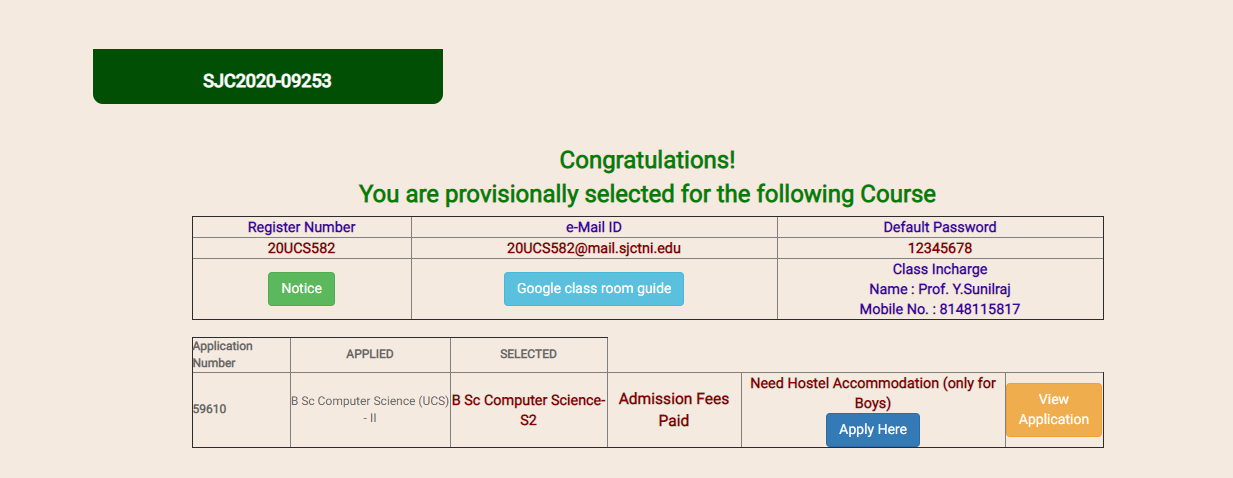 SJC2020-09253
Congratulations!
You are provisionally selected for the following Course
Register Number e-Mail ID Default Password
20UCS582 20UCS582@mail.sjctni.edu 12345678
Notice Google class room guide Class Incharge
Name : Prof. Y.Sunilraj
Mobile No. : 8148115817
Application
Number APPLIED SELECTED
59610 B Sc Computer Science (UCS)
- II
B Sc Computer Science-
S2
Admission Fees
Paid
Need Hostel Accommodation (only for
Boys)
Apply Here
View
Application